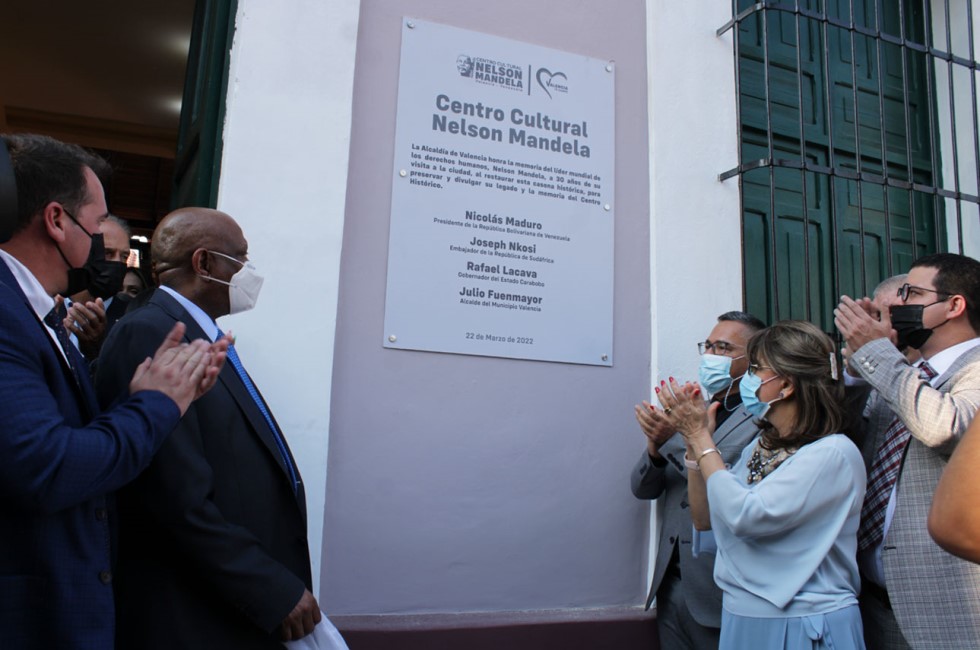 CENTRO CULTURAL
NELSON
MANDELA
VALENCIA
Centro Cultural
Nelson Mandela
La Alcaldía de Valencia honra la memoria del líder mundial de
los derechos humanos, Nelson Mandela, a 30 años de su
visita a la ciudad, al restaurar esta casona histórica, para
preservar y divulgar su legado y la memoria del Centro
Histórico.
Nicolás Maduro
Presidente de la República Bolivariana de Venezuela
Joseph Nkosi
Embajador de la República de Sudáfrica
Rafael Lacava
Gobernador del Estado Carabobo
Julio Fuenmayor
Alcalde del Municipio Valencia
22 de Marzo de 2022